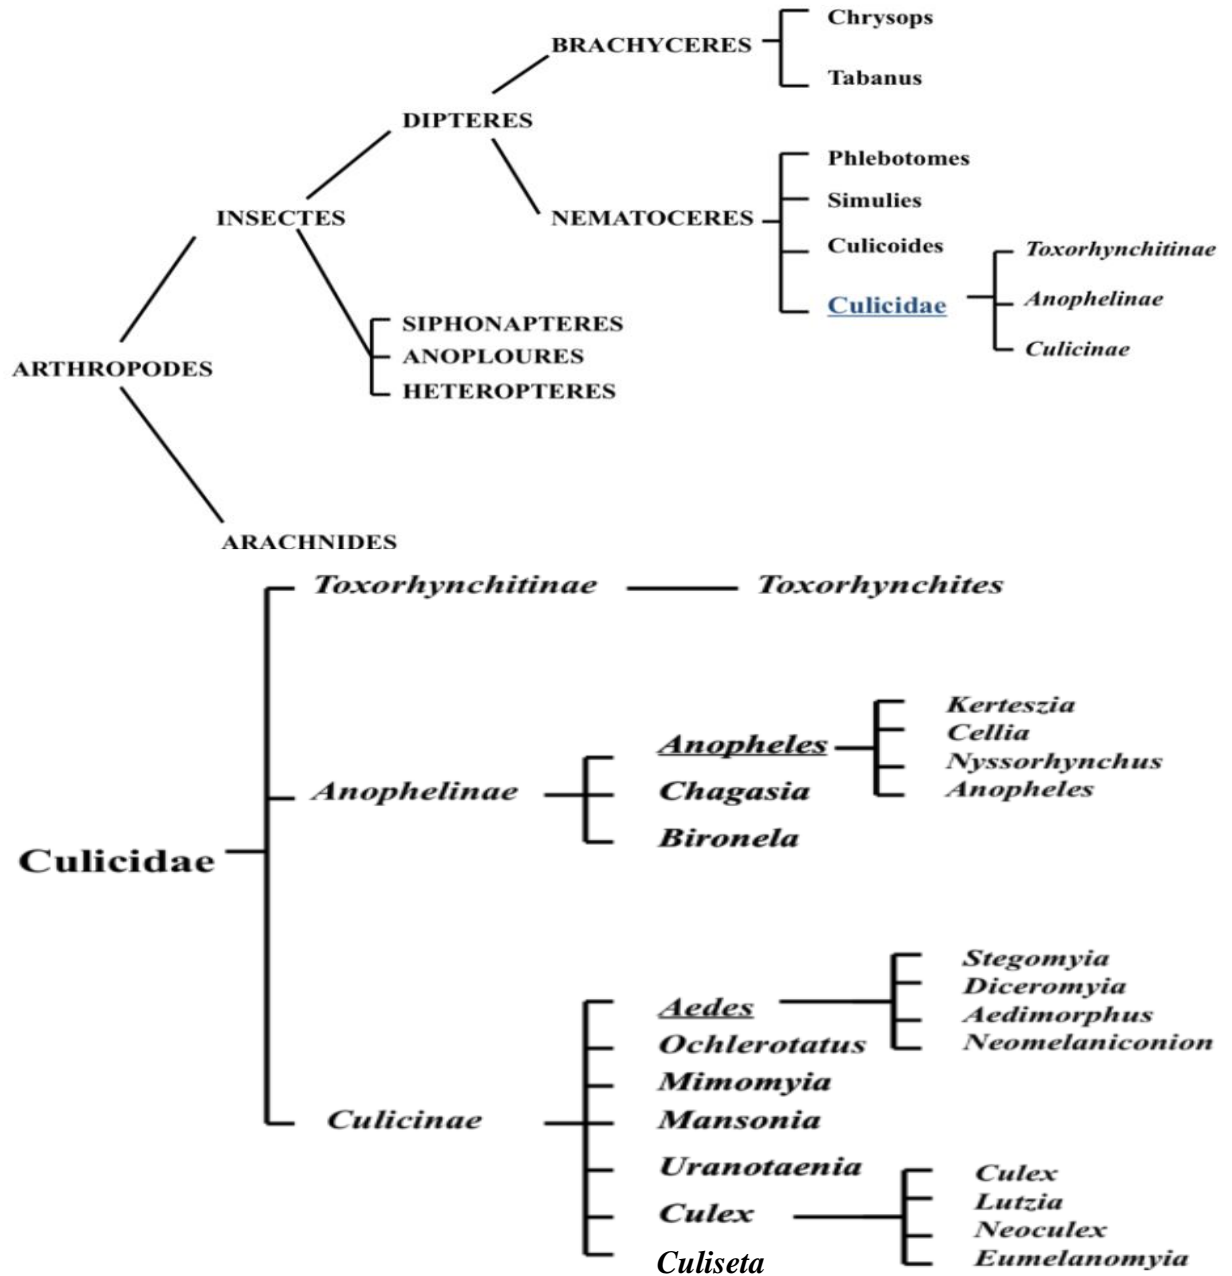 Chrysops
BRACHYCERES
Tabanus
DIPTERES
Phlebotomes
Simulies
INSECTES
NEMATOCERES
Culicoides
Toxorhynchitinae
Culicidae
Anophelinae
Culicinae
SIPHONAPTERES
ANOPLOURES
HETEROPTERES
ARTHROPODES
ARACHNIDES
Toxorhynchitinae
Toxorhynchites
Kerteszia
Cellia
Nyssorhynchus
Anopheles
Anopheles
Anophelinae
Chagasia
Bironela
Culicidae
Stegomyia
Diceromyia
Aedimorphus
Neomelaniconion
Aedes
Ochlerotatus
Mimomyia
Culicinae
Mansonia
Uranotaenia
Culex
Culex
Lutzia
Neoculex
Eumelanomyia
Culiseta